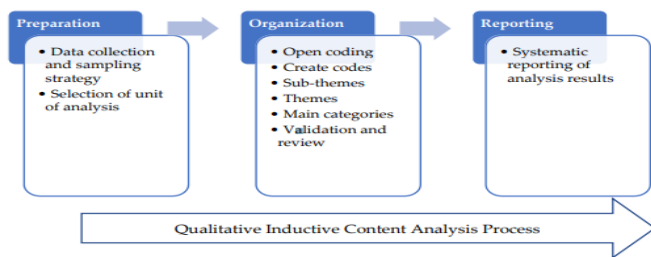 Preparation
• Data collection
and sampling
strategy
• Selection of unit
of analysis
Organization
• Open coding
• Create codes
• Sub-themes
• Themes
• Main categories
• Validation and
review
Reporting
• Systematic
reporting of
analysis results
Qualitative Inductive Content Analysis Process